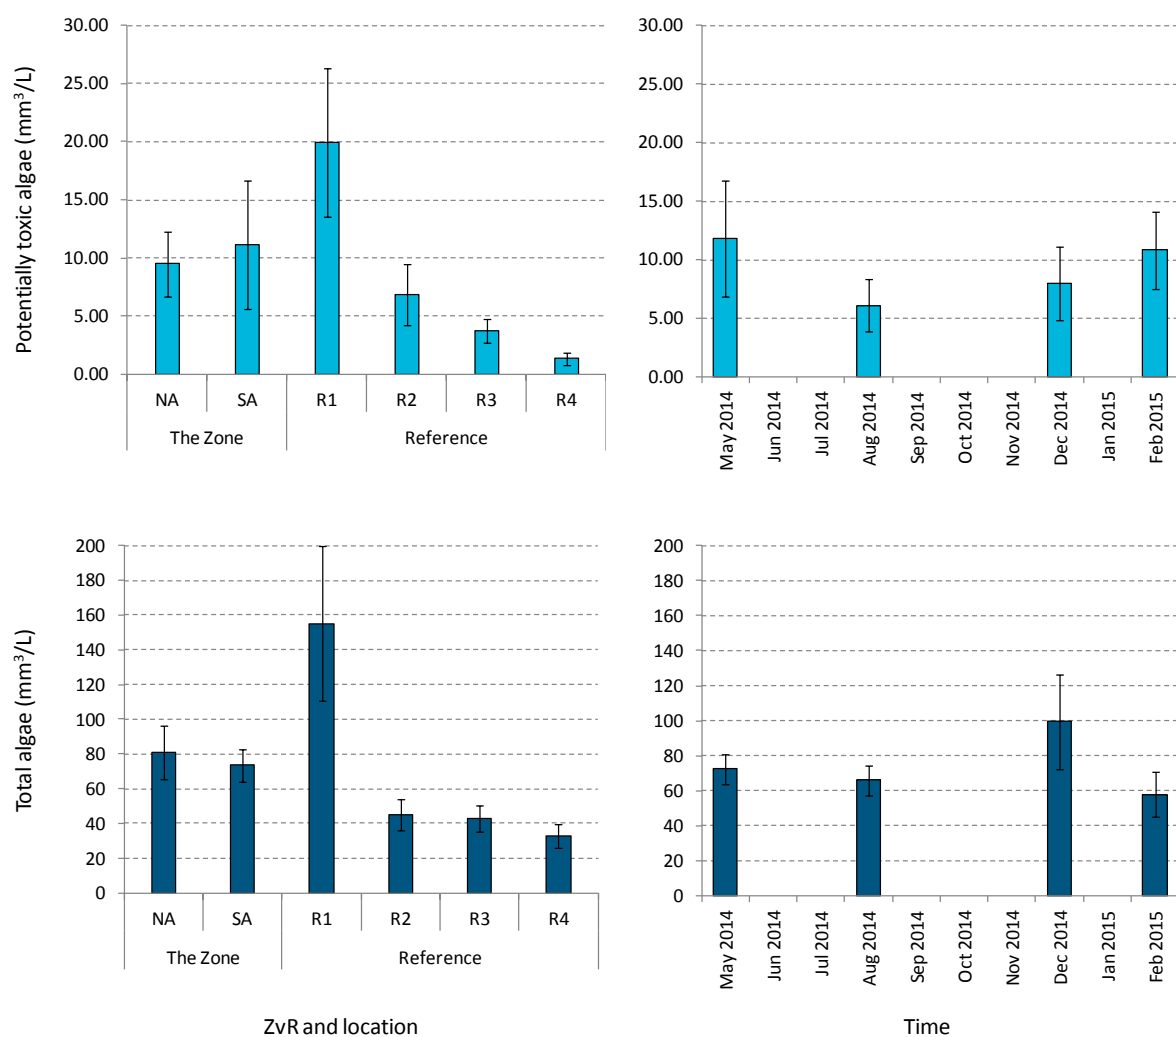 Potentially toxic algae (mm³/L)
30.00
25.00
20.00
15.00
10.00
5.00
0.00
NA SA R1 R2 R3 R4
The Zone Reference
30.00
25.00
20.00
15.00
10.00
5.00
0.00
May 2014
Jun 2014
Jul 2014
Aug 2014
Sep 2014
Oct 2014
Nov 2014
Dec 2014
Jan 2015
Feb 2015
Total algae (mm³/L)
200
180
160
140
120
100
80
60
40
20
0
NA SA R1 R2 R3 R4
The Zone Reference
ZvR and location
200
180
160
140
120
100
80
60
40
20
0
May 2014
Jun 2014
Jul 2014
Aug 2014
Sep 2014
Oct 2014
Nov 2014
Dec 2014
Jan 2015
Feb 2015
Time